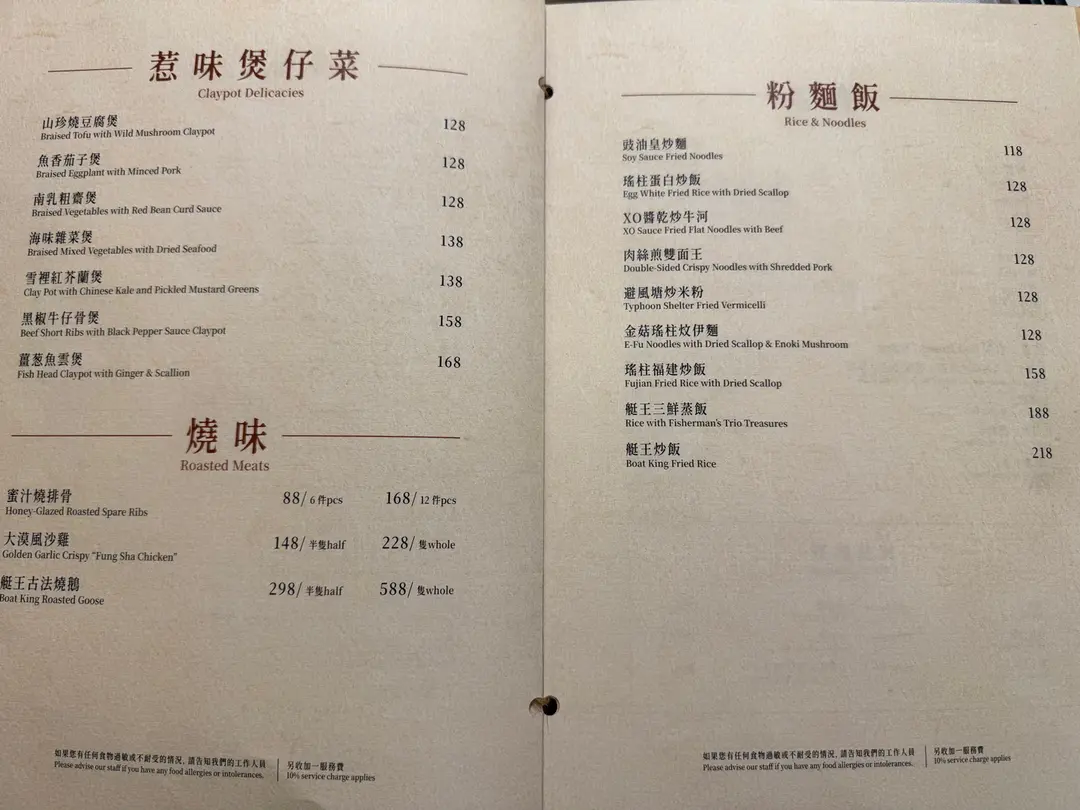 惹味煲仔菜
Claypot Delicacies
山珍燒豆腐煲 128
Braised Tofu with Wild Mushroom Claypot
魚香茄子煲 128
Braised Eggplant with Minced Pork
南乳粗齋煲 128
Braised Vegetables with Red Bean Curd Sauce
海味雜菜煲 138
Braised Mixed Vegetables with Dried Seafood
雪裡紅芥蘭煲 138
Clay Pot with Chinese Kale and Pickled Mustard Greens
黑椒牛仔骨煲 158
Beef Short Ribs with Black Pepper Sauce Claypot
薑葱魚雲煲 168
Fish Head Claypot with Ginger & Scallion
燒味
Roasted Meats
蜜汁燒排骨 88/ 6 件pcs 168/ 12 件pcs
Honey-Glazed Roasted Spare Ribs
大漠風沙雞 148/ 半隻half 228/ 隻whole
Golden Garlic Crispy "Fung Sha Chicken"
艇王古法燒鵝 298/ 半隻half 588/ 隻whole
Boat King Roasted Goose
如果您有任何食物過敏或不耐受的情況, 請告知我們的工作人員
Please advise our staff if you have any food allergies or intolerances.
另收加一服務費
10% service charge applies
粉麵飯
Rice & Noodles
豉油皇炒麵 118
Soy Sauce Fried Noodles
瑤柱蛋白炒飯 128
Egg White Fried Rice with Dried Scallop
XO醬乾炒牛河 128
XO Sauce Fried Flat Noodles with Beef
肉絲煎雙面王 128
Double-Sided Crispy Noodles with Shredded Pork
避風塘炒米粉 128
Typhoon Shelter Fried Vermicelli
金菇瑤柱炆伊麵 128
E-Fu Noodles with Dried Scallop & Enoki Mushroom
瑤柱福建炒飯 158
Fujian Fried Rice with Dried Scallop
艇王三鮮蒸飯 188
Rice with Fisherman's Trio Treasures
艇王炒飯 218
Boat King Fried Rice
如果您有任何食物過敏或不耐受的情況, 請告知我們的工作人員
Please advise our staff if you have any food allergies or intolerances.
另收加一服務費
10% service charge applies